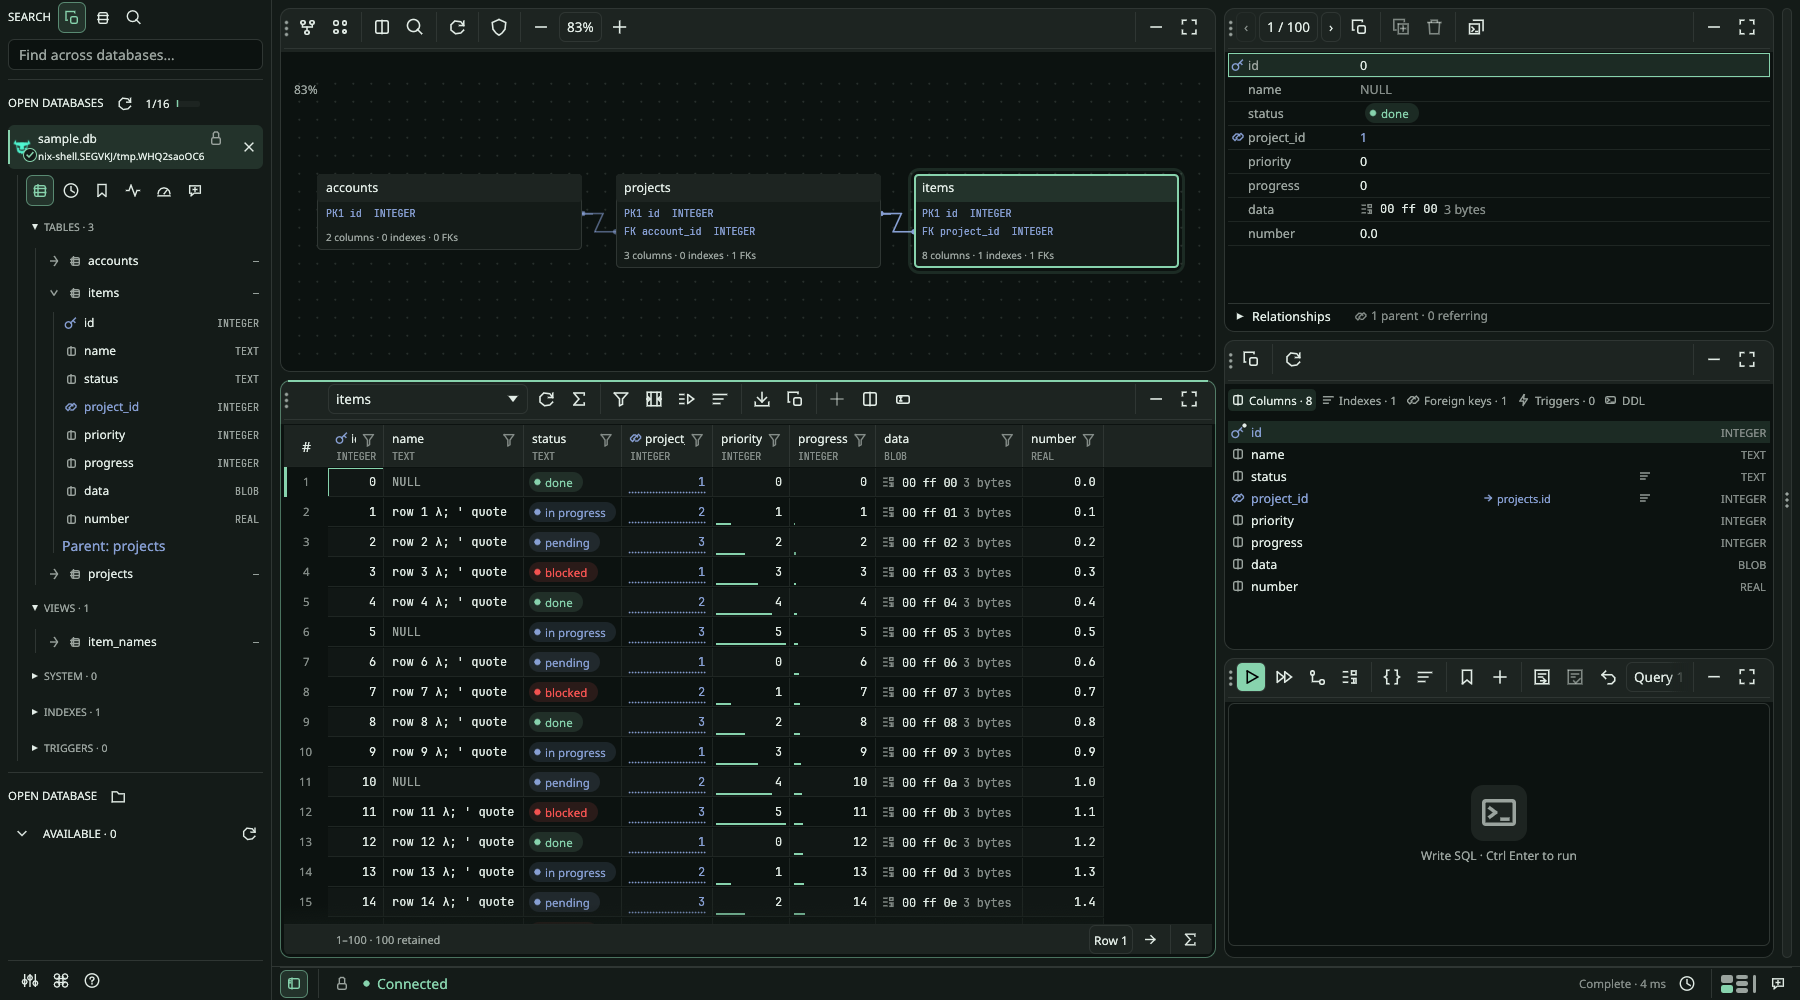 SEARCH
Find across databases...
OPEN DATABASES 1/16
sample.db
nix-shell.SEGVKJ/tmp.WHQ2saoOC6
TABLES · 3
accounts –
items –
id INTEGER
name TEXT
status TEXT
project_id INTEGER
priority INTEGER
progress INTEGER
data BLOB
number REAL
Parent: projects
projects –
VIEWS · 1
item_names –
SYSTEM · 0
INDEXES · 1
TRIGGERS · 0
OPEN DATABASE
AVAILABLE · 0
83%
83%
accounts
PK1 id INTEGER
2 columns · 0 indexes · 0 FKs
projects
PK1 id INTEGER
FK account_id INTEGER
3 columns · 0 indexes · 1 FKs
items
PK1 id INTEGER
FK project_id INTEGER
8 columns · 1 indexes · 1 FKs
items
# name status project priority progress data number
INTEGER TEXT TEXT INTEGER INTEGER INTEGER BLOB REAL
1 0 NULL done 1 0 0 00 ff 00 3 bytes 0.0
2 1 row 1 λ; ' quote in progress 2 1 1 00 ff 01 3 bytes 0.1
3 2 row 2 λ; ' quote pending 3 2 2 00 ff 02 3 bytes 0.2
4 3 row 3 λ; ' quote blocked 1 3 3 00 ff 03 3 bytes 0.3
5 4 row 4 λ; ' quote done 2 4 4 00 ff 04 3 bytes 0.4
6 5 NULL in progress 3 5 5 00 ff 05 3 bytes 0.5
7 6 row 6 λ; ' quote pending 1 0 6 00 ff 06 3 bytes 0.6
8 7 row 7 λ; ' quote blocked 2 1 7 00 ff 07 3 bytes 0.7
9 8 row 8 λ; ' quote done 3 2 8 00 ff 08 3 bytes 0.8
10 9 row 9 λ; ' quote in progress 1 3 9 00 ff 09 3 bytes 0.9
11 10 NULL pending 2 4 10 00 ff 0a 3 bytes 1.0
12 11 row 11 λ; ' quote blocked 3 5 11 00 ff 0b 3 bytes 1.1
13 12 row 12 λ; ' quote done 1 0 12 00 ff 0c 3 bytes 1.2
14 13 row 13 λ; ' quote in progress 2 1 13 00 ff 0d 3 bytes 1.3
15 14 row 14 λ; ' quote pending 3 2 14 00 ff 0e 3 bytes 1.4
1–100 · 100 retained Row 1
1 / 100
id 0
name NULL
status done
project_id 1
priority 0
progress 0
data 00 ff 00 3 bytes
number 0.0
Relationships 1 parent · 0 referring
Columns · 8 Indexes · 1 Foreign keys · 1 Triggers · 0 DDL
id INTEGER
name TEXT
status TEXT
project_id → projects.id INTEGER
priority INTEGER
progress INTEGER
data BLOB
number REAL
Query 1
Write SQL · Ctrl Enter to run
Connected
Complete · 4 ms